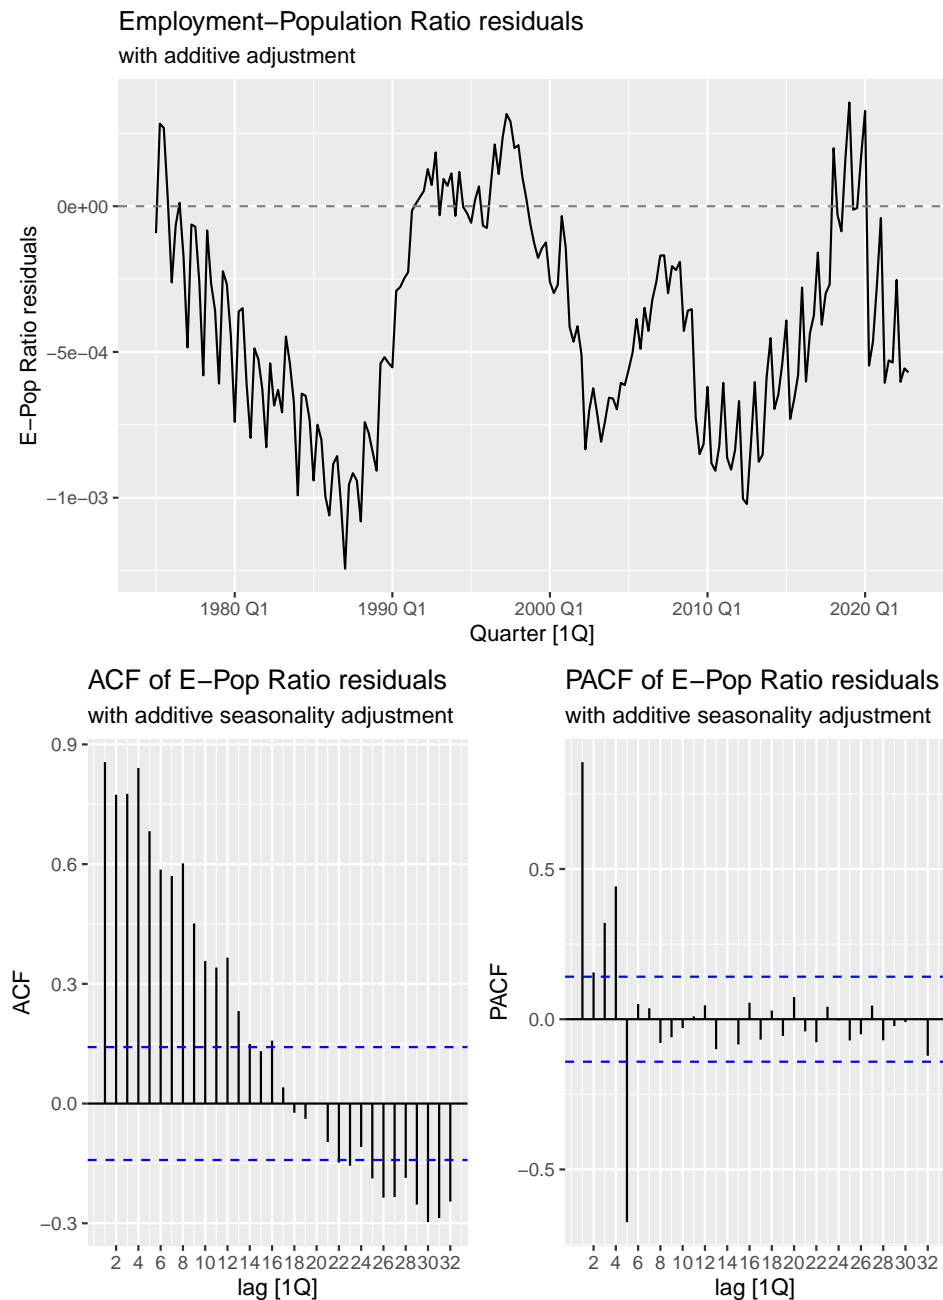 Employment−Population Ratio residuals
with additive adjustment
0e+00
−5e−04
−1e−03
E−Pop Ratio residuals
1980 Q1 1990 Q1 2000 Q1 2010 Q1 2020 Q1
Quarter [1Q]
ACF of E−Pop Ratio residuals
with additive seasonality adjustment
0.9
0.6
0.3
0.0
−0.3
ACF
2 4 6 8 10 12 14 16 18 20 22 24 26 28 30 32
lag [1Q]
PACF of E−Pop Ratio residuals
with additive seasonality adjustment
0.5
0.0
−0.5
PACF
2 4 6 8 10 12 14 16 18 20 22 24 26 28 30 32
lag [1Q]